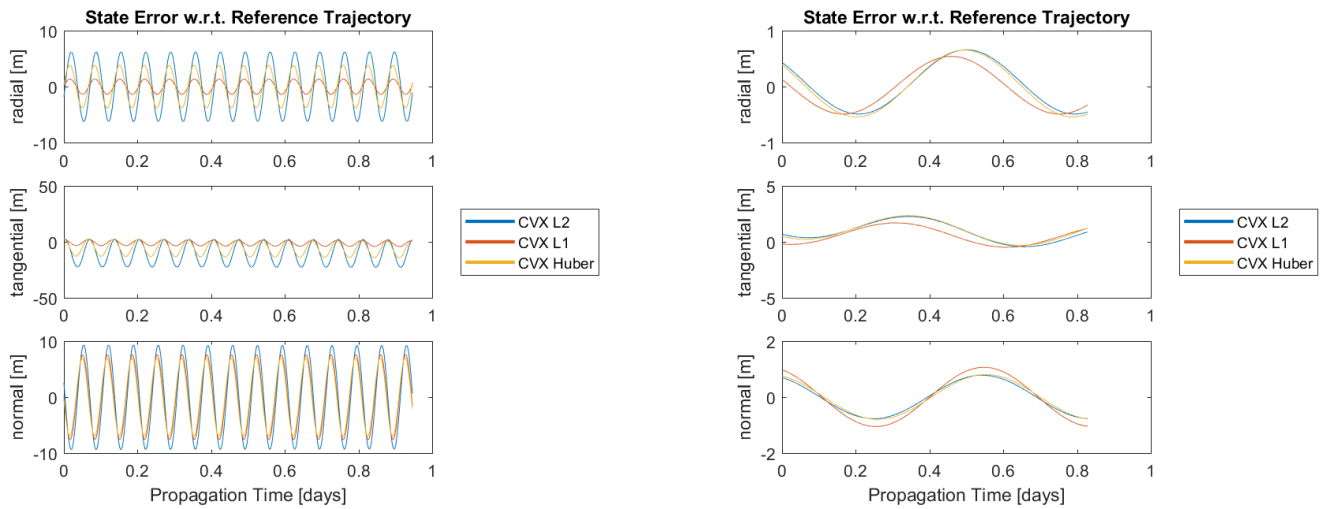 State Error w.r.t. Reference Trajectory
10
0
-10
radial [m]
0 0.2 0.4 0.6 0.8 1
50
0
-50
tangential [m]
0 0.2 0.4 0.6 0.8 1
10
0
-10
normal [m]
0 0.2 0.4 0.6 0.8 1
Propagation Time [days]
CVX L2
CVX L1
CVX Huber
State Error w.r.t. Reference Trajectory
1
0
-1
radial [m]
0 0.2 0.4 0.6 0.8 1
5
0
-5
tangential [m]
0 0.2 0.4 0.6 0.8 1
2
0
-2
normal [m]
0 0.2 0.4 0.6 0.8 1
Propagation Time [days]
CVX L2
CVX L1
CVX Huber